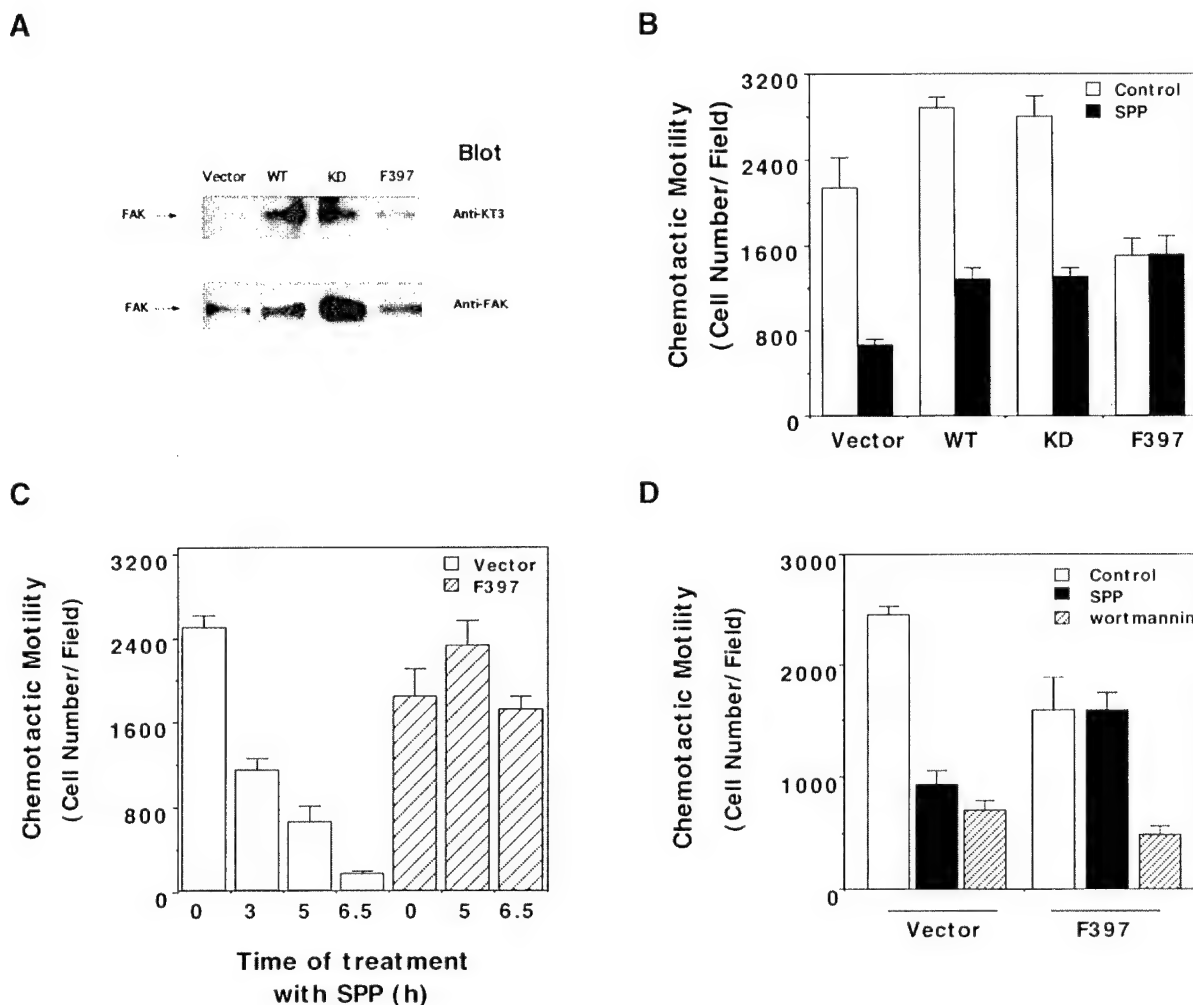 A
Blot
Vector WT KD F397
FAK
Anti-KT3
FAK
Anti-FAK
B
Chemotactic Motility
(Cell Number/ Field)
3200
2400
1600
800
0
Control
SPP
Vector WT KD F397
C
Chemotactic Motility
(Cell Number/ Field)
3200
2400
1600
800
0
Vector
F397
0 3 5 6.5 0 5 6.5
Time of treatment
with SPP (h)
D
Chemotactic Motility
(Cell Number/ Field)
3000
2000
1000
0
Control
SPP
wortmannin
Vector F397